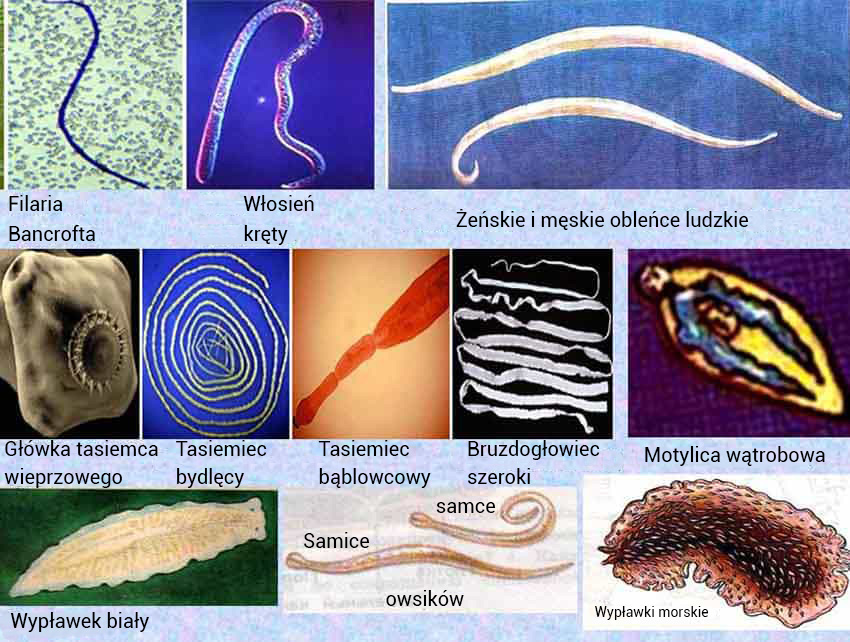 Filaria
Bancrofta
Włosień
kręty
Żeńskie i męskie obleńce ludzkie
Główka tasiemca
wieprzowego
Tasiemiec
bydlęcy
Tasiemiec
bąblowcowy
Bruzdogłowiec
szeroki
Motylica wątrobowa
Wypławek biały
samce
Samice
owsików
Wypławki morskie